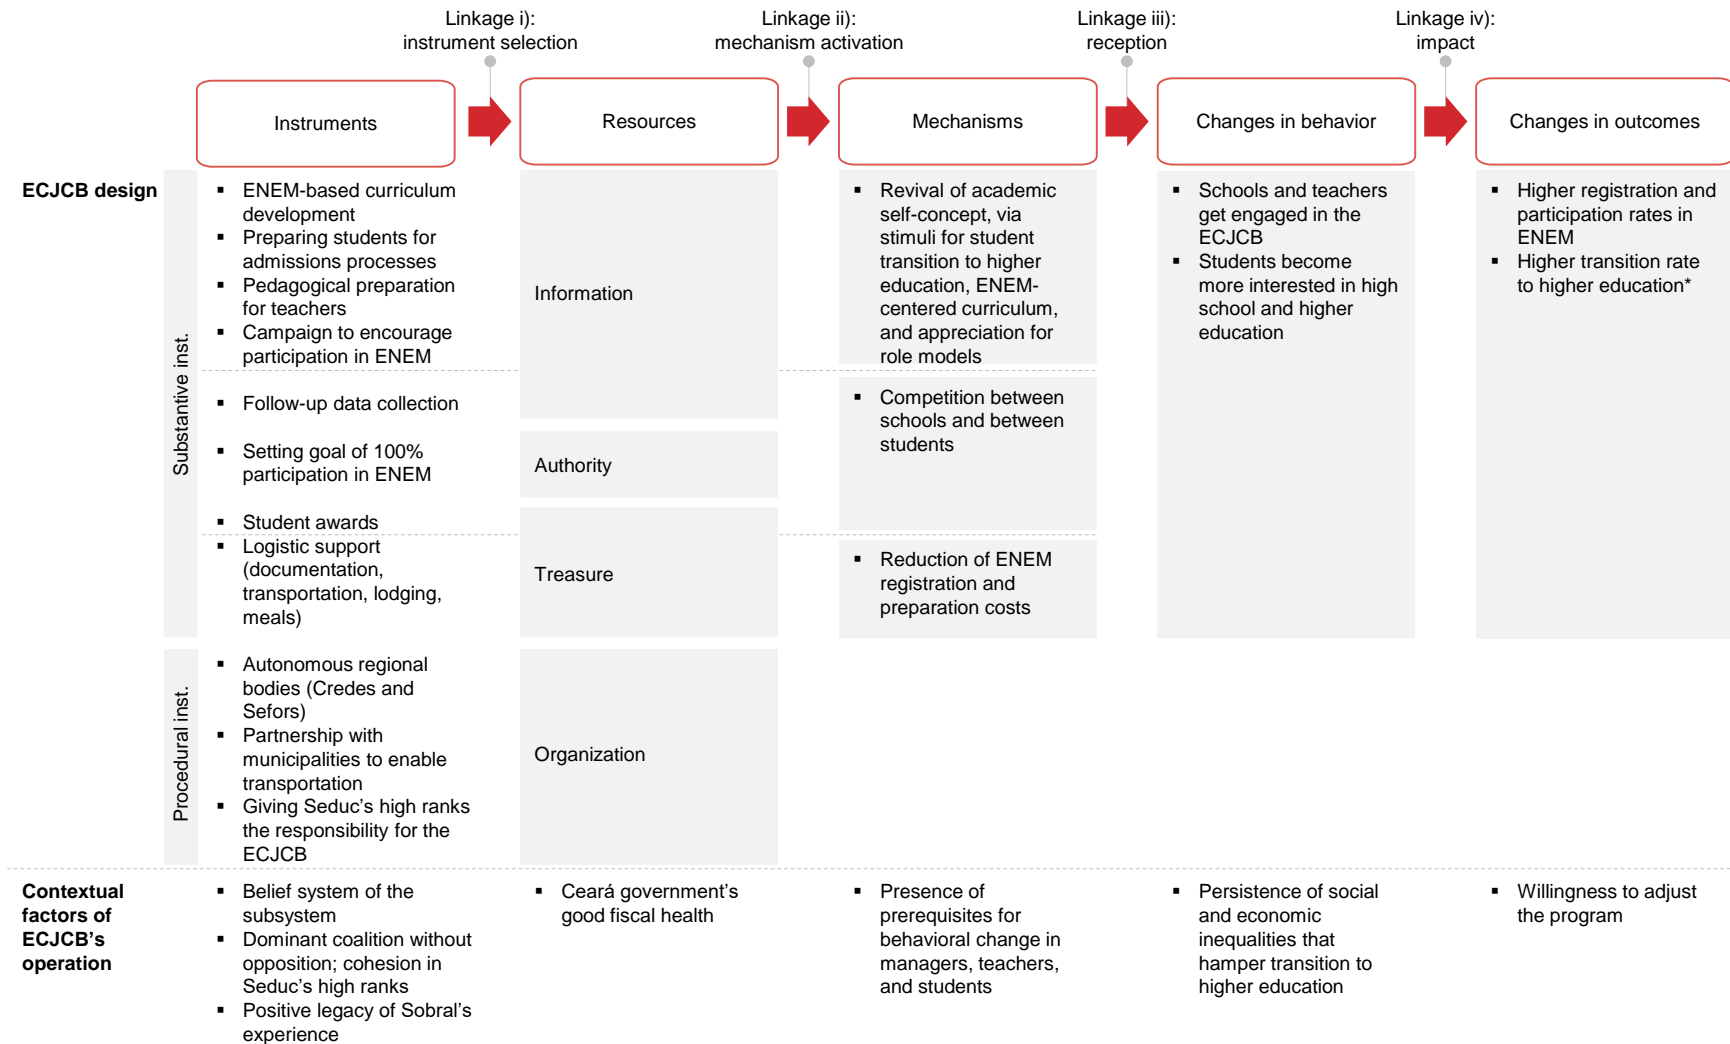 Linkage i):
instrument selection
Linkage ii):
mechanism activation
Linkage iii):
reception
Linkage iv):
impact
Instruments
Resources
Mechanisms
Changes in behavior
Changes in outcomes
ECJCB design
Substantive inst.
▪ ENEM-based curriculum
development
▪ Preparing students for
admissions processes
▪ Pedagogical preparation
for teachers
▪ Campaign to encourage
participation in ENEM
▪ Follow-up data collection
▪ Setting goal of 100%
participation in ENEM
▪ Student awards
▪ Logistic support
(documentation,
transportation, lodging,
meals)
Information
Authority
Treasure
▪ Revival of academic
self-concept, via
stimuli for student
transition to higher
education, ENEM-
centered curriculum,
and appreciation for
role models
▪ Competition between
schools and between
students
▪ Reduction of ENEM
registration and
preparation costs
▪ Schools and teachers
get engaged in the
ECJCB
▪ Students become
more interested in high
school and higher
education
▪ Higher registration and
participation rates in
ENEM
▪ Higher transition rate
to higher education*
Procedural inst.
▪ Autonomous regional
bodies (Credes and
Sefors)
▪ Partnership with
municipalities to enable
transportation
▪ Giving Seduc’s high ranks
the responsibility for the
ECJCB
Organization
Contextual
factors of
ECJCB’s
operation
▪ Belief system of the
subsystem
▪ Dominant coalition without
opposition; cohesion in
Seduc’s high ranks
▪ Positive legacy of Sobral’s
experience
▪ Ceará government’s
good fiscal health
▪ Presence of
prerequisites for
behavioral change in
managers, teachers,
and students
▪ Persistence of social
and economic
inequalities that
hamper transition to
higher education
▪ Willingness to adjust
the program